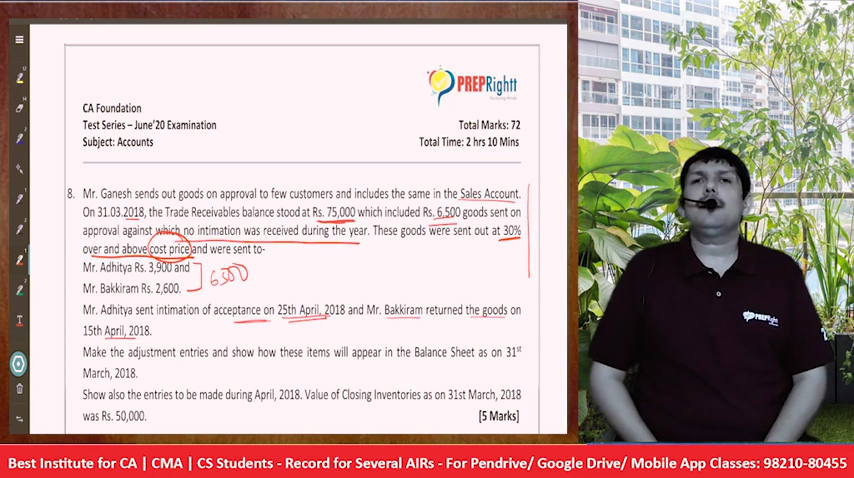 PREPRightt
CA Foundation
Test Series – June'20 Examination
Total Marks: 72
Subject: Accounts
Total Time: 2 hrs 10 Mins
8. Mr. Ganesh sends out goods on approval to few customers and includes the same in the Sales Account.
On 31.03.2018, the Trade Receivables balance stood at Rs. 75,000 which included Rs. 6,500 goods sent on
approval against which no intimation was received during the year. These goods were sent out at 30%
over and above cost price and were sent to-
Mr. Adhitya Rs. 3,900 and
6500
Mr. Bakkiram Rs. 2,600.
Mr. Adhitya sent intimation of acceptance on 25th April, 2018 and Mr. Bakkiram returned the goods on
15th April, 2018.
Make the adjustment entries and show how these items will appear in the Balance Sheet as on 31st
March, 2018.
Show also the entries to be made during April, 2018. Value of Closing Inventories as on 31st March, 2018
was Rs. 50,000.
[5 Marks]
PREPRightt
Best Institute for CA | CMA | CS Students - Record for Several AIRs - For Pendrive/ Google Drive/ Mobile App Classes: 98210-80455